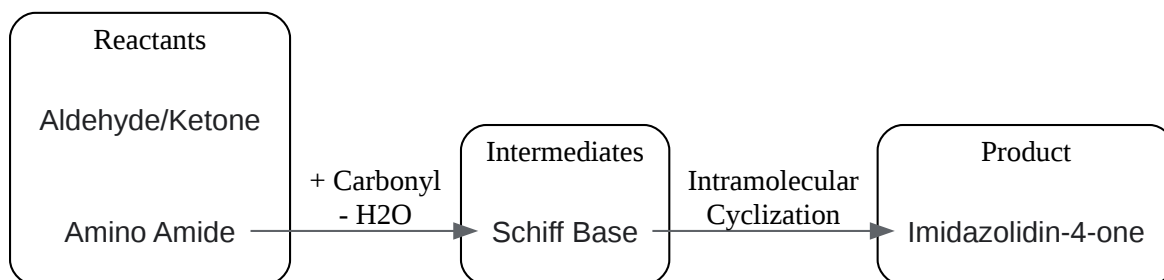 Reactants
Aldehyde/Ketone
Amino Amide
+ Carbonyl
- H2O
Intermediates
Schiff Base
Intramolecular
Cyclization
Product
Imidazolidin-4-one